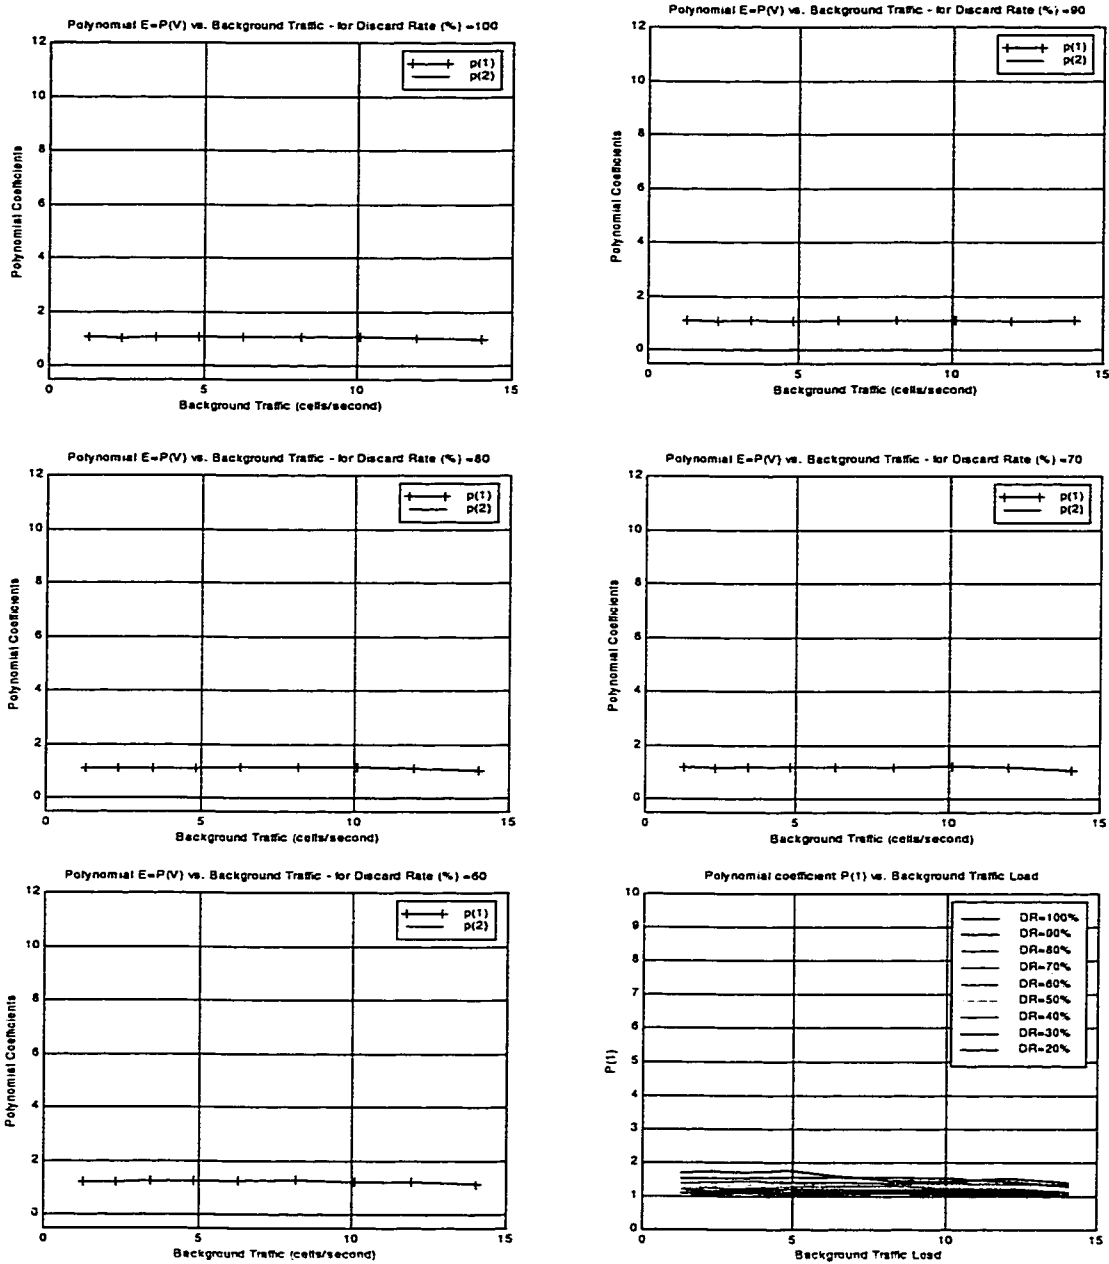 Polynomial E=P(V) vs. Background Traffic - for Discard Rate (%) =100
12
10
8
6
4
2
0
Polynomial Coefficients
p(1)
p(2)
0 5 10 15
Background Traffic (cells/second)
Polynomial E=P(V) vs. Background Traffic - for Discard Rate (%) =90
12
10
8
6
4
2
0
Polynomial Coefficients
p(1)
p(2)
0 5 10 15
Background Traffic (cells/second)
Polynomial E=P(V) vs. Background Traffic - for Discard Rate (%) =80
12
10
8
6
4
2
0
Polynomial Coefficients
p(1)
p(2)
0 5 10 15
Background Traffic (cells/second)
Polynomial E=P(V) vs. Background Traffic - for Discard Rate (%) =70
12
10
8
6
4
2
0
Polynomial Coefficients
p(1)
p(2)
0 5 10 15
Background Traffic (cells/second)
Polynomial E=P(V) vs. Background Traffic - for Discard Rate (%) =60
12
10
8
6
4
2
0
Polynomial Coefficients
p(1)
p(2)
0 5 10 15
Background Traffic (cells/second)
Polynomial coefficient P(1) vs. Background Traffic Load
10
9
8
7
6
5
4
3
2
1
0
P(1)
DR=100%
DR=90%
DR=80%
DR=70%
DR=60%
DR=50%
DR=40%
DR=30%
DR=20%
0 5 10 15
Background Traffic Load